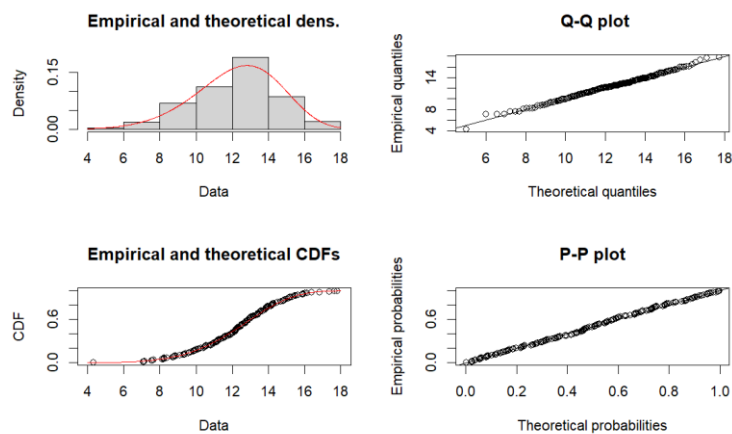 Empirical and theoretical dens.
Density
0.00 0.15
4 6 8 10 12 14 16 18
Data
Q-Q plot
Empirical quantiles
4 8 14
6 8 10 12 14 16 18
Theoretical quantiles
Empirical and theoretical CDFs
CDF
0.0 0.6
4 6 8 10 12 14 16 18
Data
P-P plot
Empirical probabilities
0.0 0.6
0.0 0.2 0.4 0.6 0.8 1.0
Theoretical probabilities